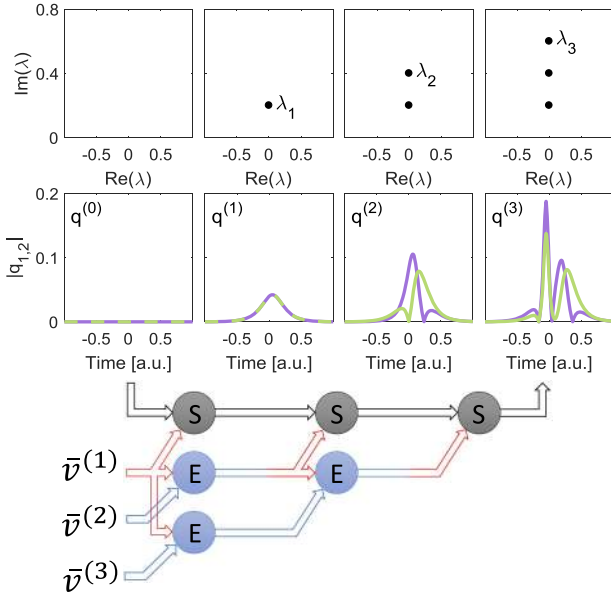 Im(λ)
0.8
0.4
0
λ₁
λ₂
λ₃
-0.5 0 0.5 -0.5 0 0.5 -0.5 0 0.5 -0.5 0 0.5
Re(λ) Re(λ) Re(λ) Re(λ)
|q₁,₂|
0.2
0.1
0
q⁽⁰⁾ q⁽¹⁾ q⁽²⁾ q⁽³⁾
-0.5 0 0.5 -0.5 0 0.5 -0.5 0 0.5 -0.5 0 0.5
Time [a.u.] Time [a.u.] Time [a.u.] Time [a.u.]
S S S
v̄⁽¹⁾
E E
v̄⁽²⁾
E
v̄⁽³⁾